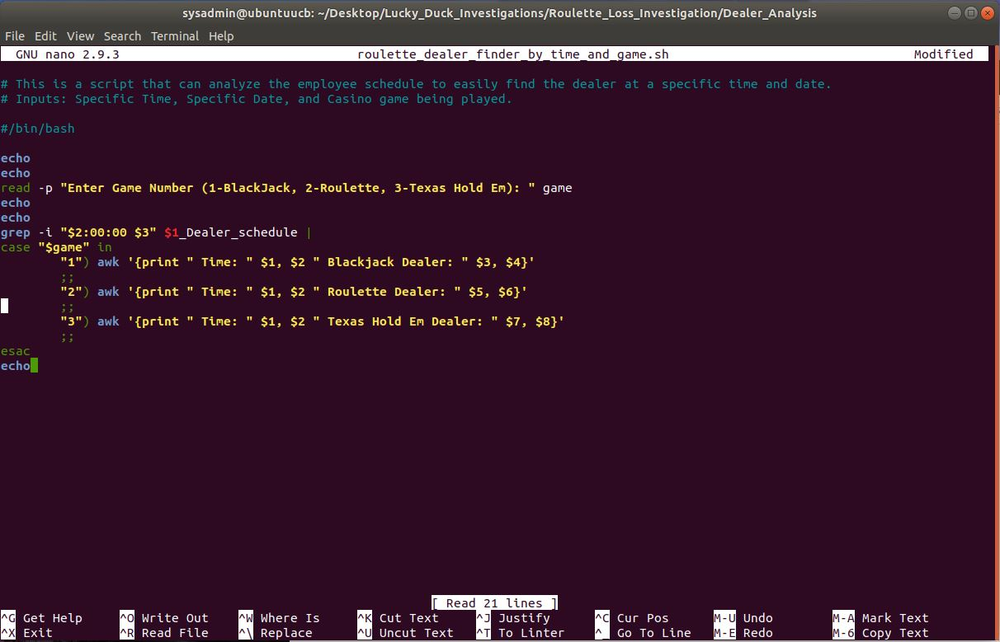 sysadmin@ubuntuucb: ~/Desktop/Lucky_Duck_Investigations/Roulette_Loss_Investigation/Dealer_Analysis
File Edit View Search Terminal Help
GNU nano 2.9.3 roulette_dealer_finder_by_time_and_game.sh Modified
# This is a script that can analyze the employee schedule to easily find the dealer at a specific time and date.
# Inputs: Specific Time, Specific Date, and Casino game being played.
#/bin/bash
echo
echo
read -p "Enter Game Number (1-BlackJack, 2-Roulette, 3-Texas Hold Em): " game
echo
echo
grep -i "$2:00:00 $3" $1_Dealer_schedule |
case "$game" in
"1") awk '{print " Time: " $1, $2 " Blackjack Dealer: " $3, $4}'
;;
"2") awk '{print " Time: " $1, $2 " Roulette Dealer: " $5, $6}'
;;
"3") awk '{print " Time: " $1, $2 " Texas Hold Em Dealer: " $7, $8}'
;;
esac
echo
[ Read 21 lines ]
^G Get Help ^O Write Out ^W Where Is ^K Cut Text ^J Justify ^C Cur Pos M-U Undo M-A Mark Text
^X Exit ^R Read File ^\ Replace ^U Uncut Text ^T To Linter ^_ Go To Line M-E Redo M-6 Copy Text